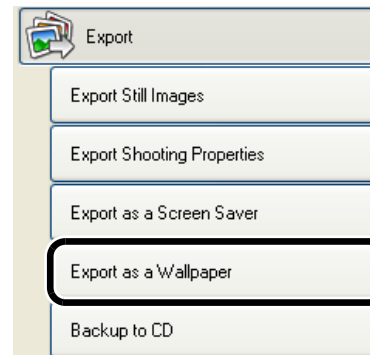 Export
Export Still Images
Export Shooting Properties
Export as a Screen Saver
Export as a Wallpaper
Backup to CD